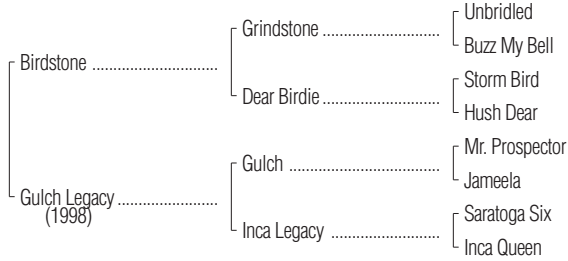 Unbridled
Grindstone ..............................
Buzz My Bell
Birdstone ..............................
Storm Bird
Dear Birdie ..............................
Hush Dear
Mr. Prospector
Gulch ..............................
Jameela
Gulch Legacy ........................
(1998)
Saratoga Six
Inca Legacy ........................
Inca Queen